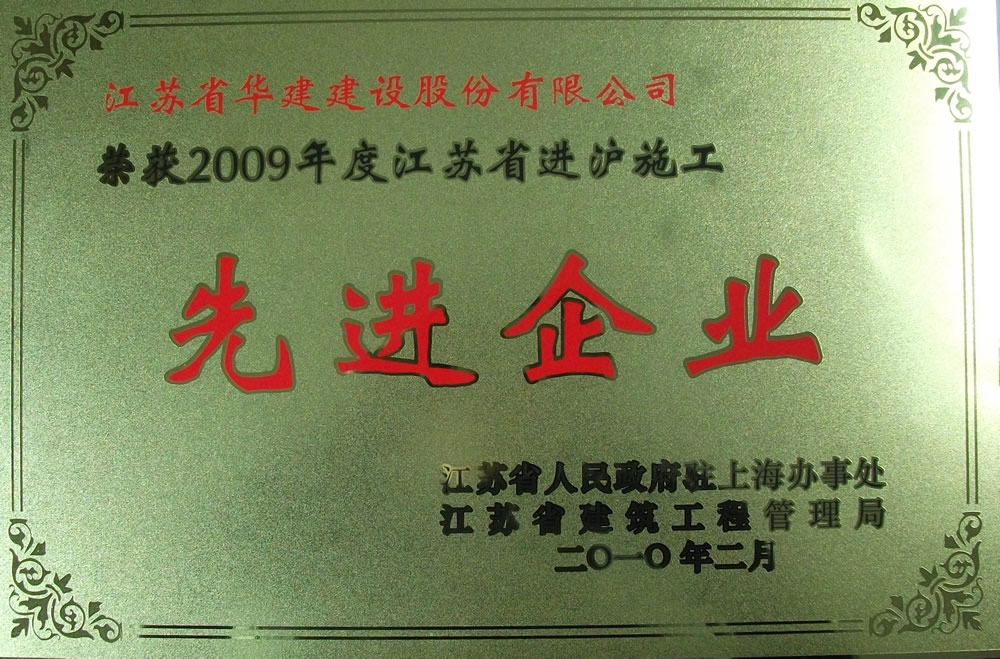 江苏省华建建设股份有限公司
荣获2009年度江苏省进沪施工
先进企业
江苏省人民政府驻上海办事处
江苏省建筑工程管理局
二〇一〇年二月